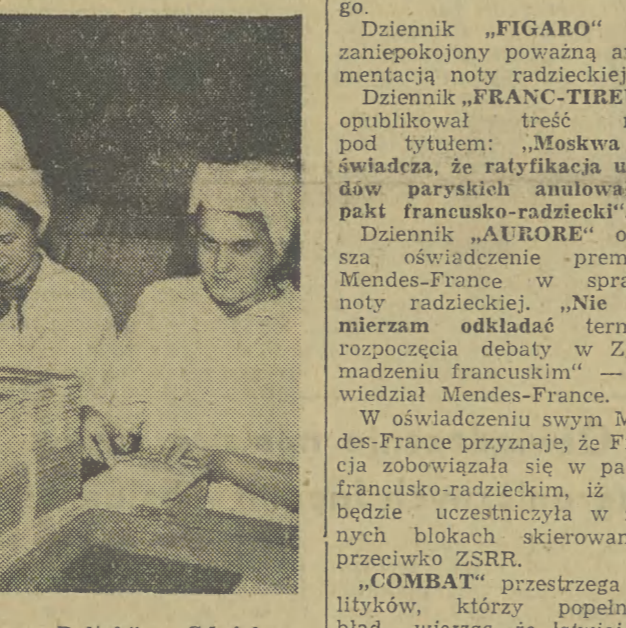 go.
Dziennik „FIGARO“
zaniepokojony poważną a
mentacją noty radzieckiej
Dziennik „FRANC-TIRE
opublikował treść
pod tytułem: „Moskwa
świadcza, że ratyfikacja u
dów paryskich anulowa
pakt francusko-radziecki“
Dziennik „AURORE“ o
sza oświadczenie prem
Mendes-France w spra
noty radzieckiej. „Nie
mierzam odkładać term
rozpoczęcia debaty w Z
madzeniu francuskim“ —
wiedział Mendes-France.
W oświadczeniu swym M
des-France przyznaje, że F
cja zobowiązała się w pa
francusko-radzieckim, iż
będzie uczestniczyła w
nych blokach skierowan
przeciwko ZSRR.
„COMBAT“ przestrzega
lityków, którzy popeln